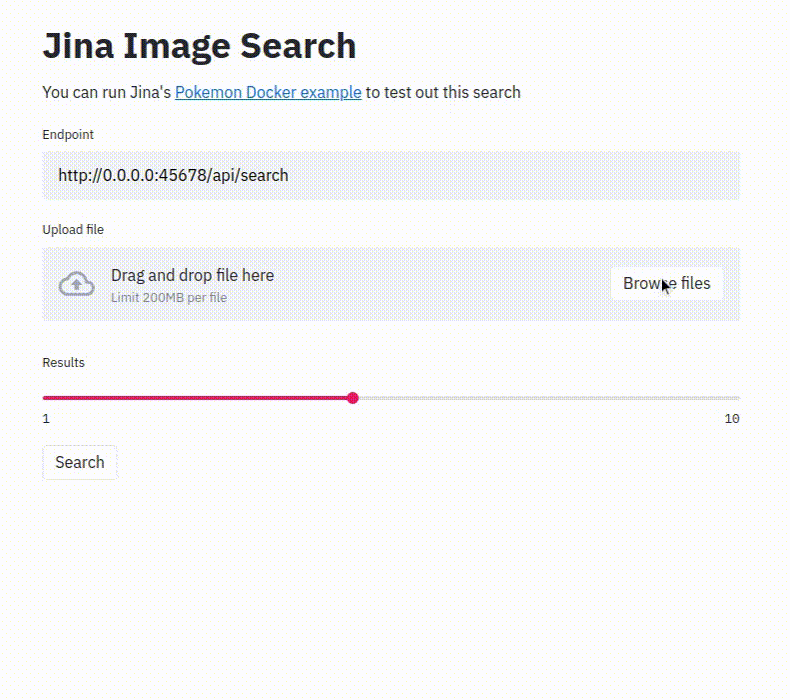 Jina Image Search
You can run Jina's Pokemon Docker example to test out this search
Endpoint
http://0.0.0.0:45678/api/search
Upload file
Drag and drop file here
Limit 200MB per file
Browse files
Results
1
10
Search